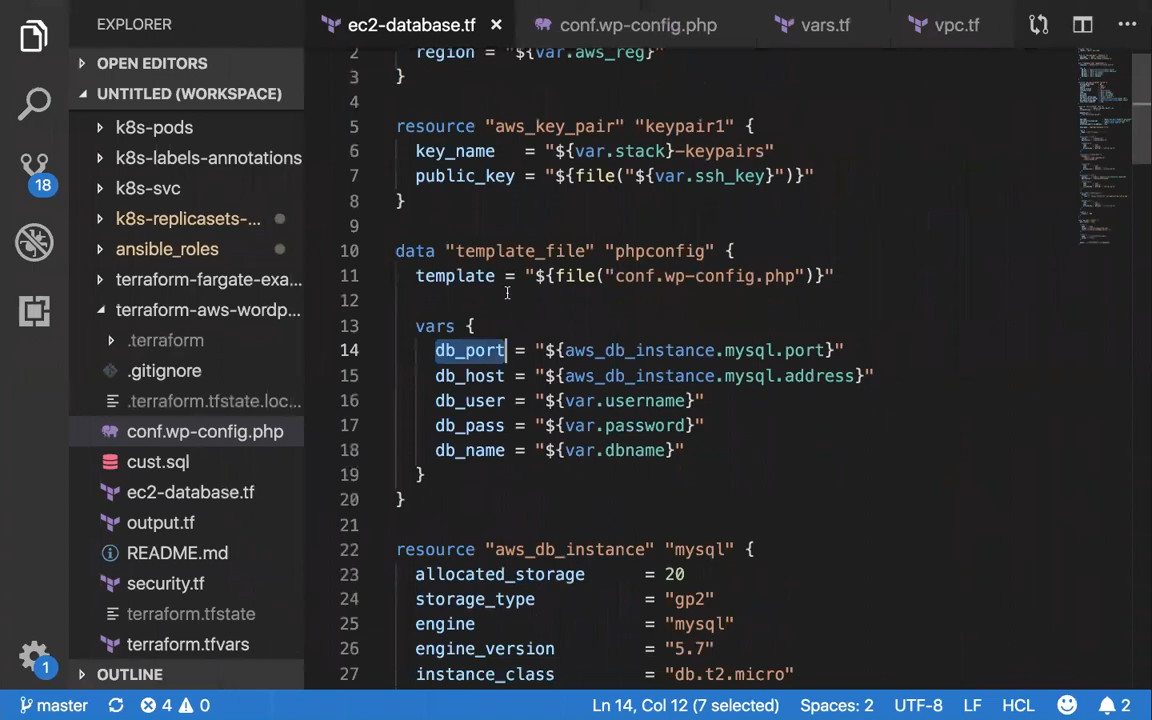 EXPLORER
OPEN EDITORS
UNTITLED (WORKSPACE)
k8s-pods
k8s-labels-annotations
k8s-svc
k8s-replicasets-...
ansible_roles
terraform-fargate-exa...
terraform-aws-wordp...
.terraform
.gitignore
.terraform.tfstate.loc...
conf.wp-config.php
cust.sql
ec2-database.tf
output.tf
README.md
security.tf
terraform.tfstate
terraform.tfvars
OUTLINE
18
1
ec2-database.tf
conf.wp-config.php
vars.tf
vpc.tf
2 region = "${var.aws_reg}"
3 }
4
5 resource "aws_key_pair" "keypair1" {
6 key_name = "${var.stack}-keypairs"
7 public_key = "${file("${var.ssh_key}")}"
8 }
9
10 data "template_file" "phpconfig" {
11 template = "${file("conf.wp-config.php")}"
12
13 vars {
14 db_port = "${aws_db_instance.mysql.port}"
15 db_host = "${aws_db_instance.mysql.address}"
16 db_user = "${var.username}"
17 db_pass = "${var.password}"
18 db_name = "${var.dbname}"
19 }
20 }
21
22 resource "aws_db_instance" "mysql" {
23 allocated_storage = 20
24 storage_type = "gp2"
25 engine = "mysql"
26 engine_version = "5.7"
27 instance_class = "db.t2.micro"
master 4 0 Ln 14, Col 12 (7 selected) Spaces: 2 UTF-8 LF HCL 2